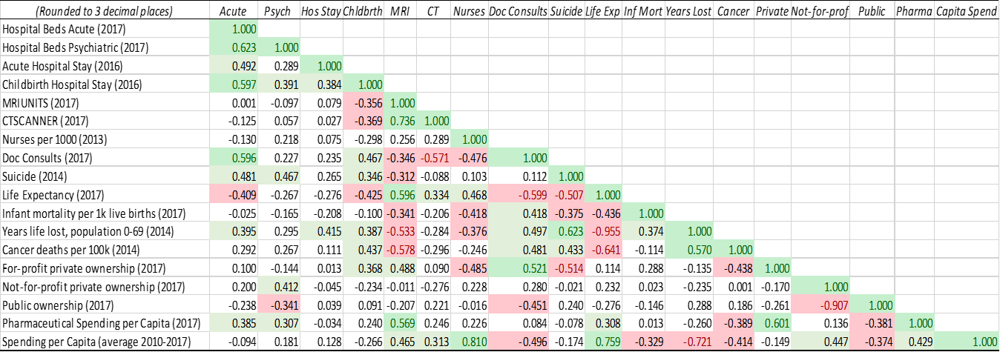 (Rounded to 3 decimal places) Acute Psych Hos Stay Chldbrth MRI CT Nurses Doc Consults Suicide Life Exp Inf Mort Years Lost Cancer Private Not-for-prof Public Pharma Capita Spend
Hospital Beds Acute (2017) 1.000
Hospital Beds Psychiatric (2017) 0.623 1.000
Acute Hospital Stay (2016) 0.492 0.289 1.000
Childbirth Hospital Stay (2016) 0.597 0.391 0.384 1.000
MRIUNITS (2017) 0.001 -0.097 0.079 -0.356 1.000
CTSCANNER (2017) -0.125 0.057 0.027 -0.369 0.736 1.000
Nurses per 1000 (2013) -0.130 0.218 0.075 -0.298 0.256 0.289 1.000
Doc Consults (2017) 0.596 0.227 0.235 0.467 -0.346 -0.571 -0.476 1.000
Suicide (2014) 0.481 0.467 0.265 0.346 -0.312 -0.088 0.103 0.112 1.000
Life Expectancy (2017) -0.409 -0.267 -0.276 -0.425 0.596 0.334 0.468 -0.599 -0.507 1.000
Infant mortality per 1k live births (2017) -0.025 -0.165 -0.208 -0.100 -0.341 -0.206 -0.418 0.418 -0.375 -0.436 1.000
Years life lost, population 0-69 (2014) 0.395 0.295 0.415 0.387 -0.533 -0.284 -0.376 0.497 0.623 -0.955 0.374 1.000
Cancer deaths per 100k (2014) 0.292 0.267 0.111 0.437 -0.578 -0.296 -0.246 0.481 0.433 -0.641 -0.114 0.570 1.000
For-profit private ownership (2017) 0.100 -0.144 0.013 0.368 0.488 0.090 -0.485 0.521 -0.514 0.114 0.288 -0.135 -0.438 1.000
Not-for-profit private ownership (2017) 0.200 0.412 -0.045 -0.234 -0.011 -0.276 0.228 0.280 -0.021 0.232 0.023 -0.235 0.001 -0.170 1.000
Public ownership (2017) -0.238 -0.341 0.039 0.091 -0.207 0.221 -0.016 -0.451 0.240 -0.276 -0.146 0.288 0.186 -0.261 -0.907 1.000
Pharmaceutical Spending per Capita (2017) 0.385 0.307 -0.034 0.240 0.569 0.246 0.226 0.084 -0.078 0.308 0.013 -0.260 -0.389 0.601 0.136 -0.381 1.000
Spending per Capita (average 2010-2017) -0.094 0.181 0.128 -0.266 0.465 0.313 0.810 -0.496 -0.174 0.759 -0.329 -0.721 -0.414 -0.149 0.447 -0.374 0.429 1.000